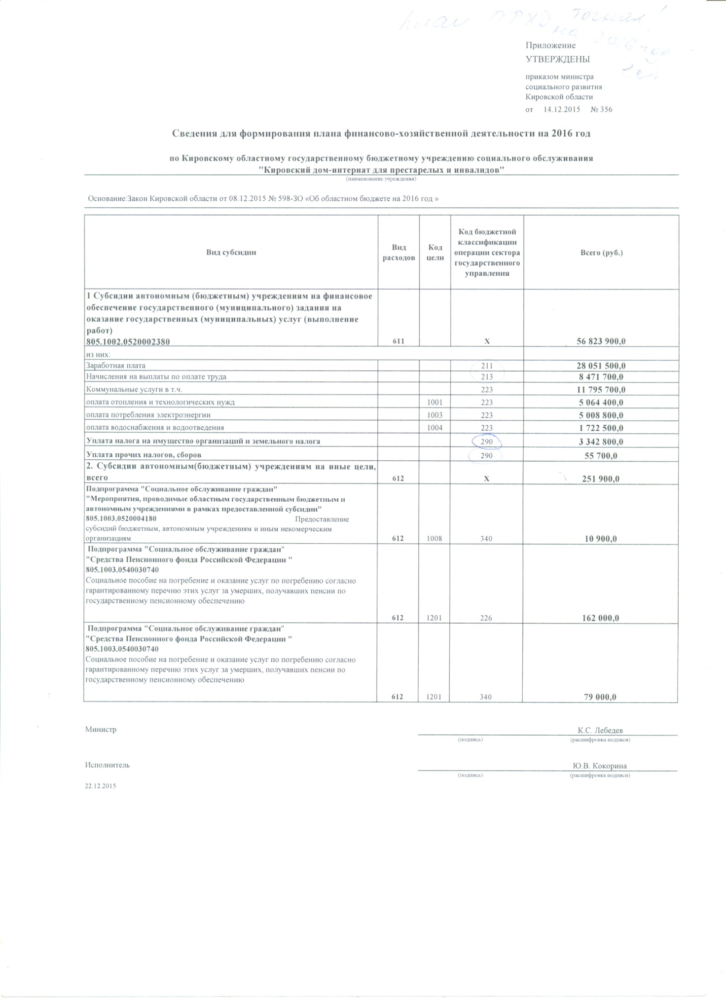 план ПФХД точная!
на 2016 год
Приложение
УТВЕРЖДЕНЫ
приказом министра
социального развития
Кировской области
от 14.12.2015 № 356
Сведения для формирования плана финансово-хозяйственной деятельности на 2016 год
по Кировскому областному государственному бюджетному учреждению социального обслуживания
"Кировский дом-интернат для престарелых и инвалидов"
(наименование учреждения)
Основание:Закон Кировской области от 08.12.2015 № 598-ЗО «Об областном бюджете на 2016 год »
Вид субсидии
Вид
расходов
Код
цели
Код бюджетной
классификации
операции сектора
государственного
управления
Всего (руб.)
1 Субсидии автономным (бюджетным) учреждениям на финансовое
обеспечение государственного (муниципального) задания на
оказание государственных (муниципальных) услуг (выполнение
работ)
805.1002.0520002380 611 X 56 823 900,0
из них:
Заработная плата 211 28 051 500,0
Начисления на выплаты по оплате труда 213 8 471 700,0
Коммунальные услуги в т.ч. 223 11 795 700,0
оплата отопления и технологических нужд 1001 223 5 064 400,0
оплата потребления электроэнергии 1003 223 5 008 800,0
оплата водоснабжения и водоотведения 1004 223 1 722 500,0
Уплата налога на имущество организаций и земельного налога 290 3 342 800,0
Уплата прочих налогов, сборов 290 55 700,0
2. Субсидии автономным(бюджетным) учреждениям на иные цели,
всего 612 X 251 900,0
Подпрограмма "Социальное обслуживание граждан"
"Мероприятия, проводимые областным государственным бюджетным и
автономным учреждениями в рамках предоставленной субсидии"
805.1003.0520004180 Предоставление
субсидий бюджетным, автономным учреждениям и иным некомерческим
организациям 612 1008 340 10 900,0
Подпрограмма "Социальное обслуживание граждан"
"Средства Пенсионного фонда Российской Федерации "
805.1003.0540030740
Социальное пособие на погребение и оказание услуг по погребению согласно
гарантированному перечню этих услуг за умерших, получавших пенсии по
государственному пенсионному обеспечению
612 1201 226 162 000,0
Подпрограмма "Социальное обслуживание граждан"
"Средства Пенсионного фонда Российской Федерации "
805.1003.0540030740
Социальное пособие на погребение и оказание услуг по погребению согласно
гарантированному перечню этих услуг за умерших, получавших пенсии по
государственному пенсионному обеспечению
612 1201 340 79 000,0
Министр К.С. Лебедев
(подпись) (расшифровка подписи)
Исполнитель Ю.В. Кокорина
(подпись) (расшифровка подписи)
22.12.2015